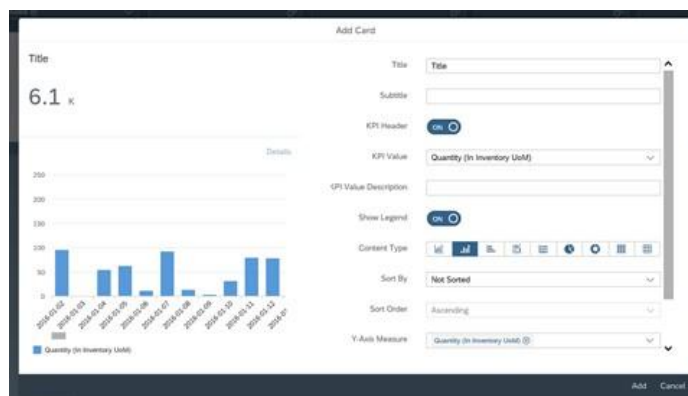 Add Card
Title
6.1 K
Details
250
200
150
100
50
0
2016-01-02
2016-01-03
2016-01-04
2016-01-05
2016-01-06
2016-01-07
2016-01-08
2016-01-09
2016-01-10
2016-01-11
2016-01-12
Quantity (In Inventory UoM)
Title Title
Subtitle
KPI Header ON
KPI Value Quantity (In Inventory UoM)
KPI Value Description
Show Legend ON
Content Type
Sort By Not Sorted
Sort Order Ascending
Y-Axis Measure Quantity (In Inventory UoM)
Add Cancel